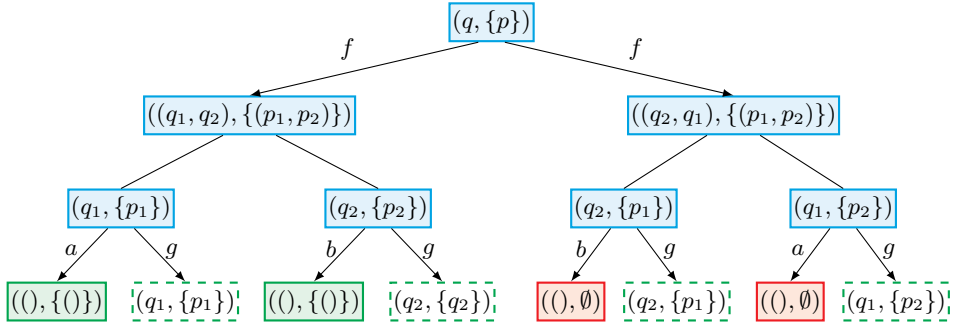 (q, {p})
f f
((q₁, q₂), {(p₁, p₂)}) ((q₂, q₁), {(p₁, p₂)})
(q₁, {p₁}) (q₂, {p₂}) (q₂, {p₁}) (q₁, {p₂})
a g b g b g a g
((), {()}) (q₁, {p₁}) ((), {()}) (q₂, {q₂}) ((), ∅) (q₂, {p₁}) ((), ∅) (q₁, {p₂})